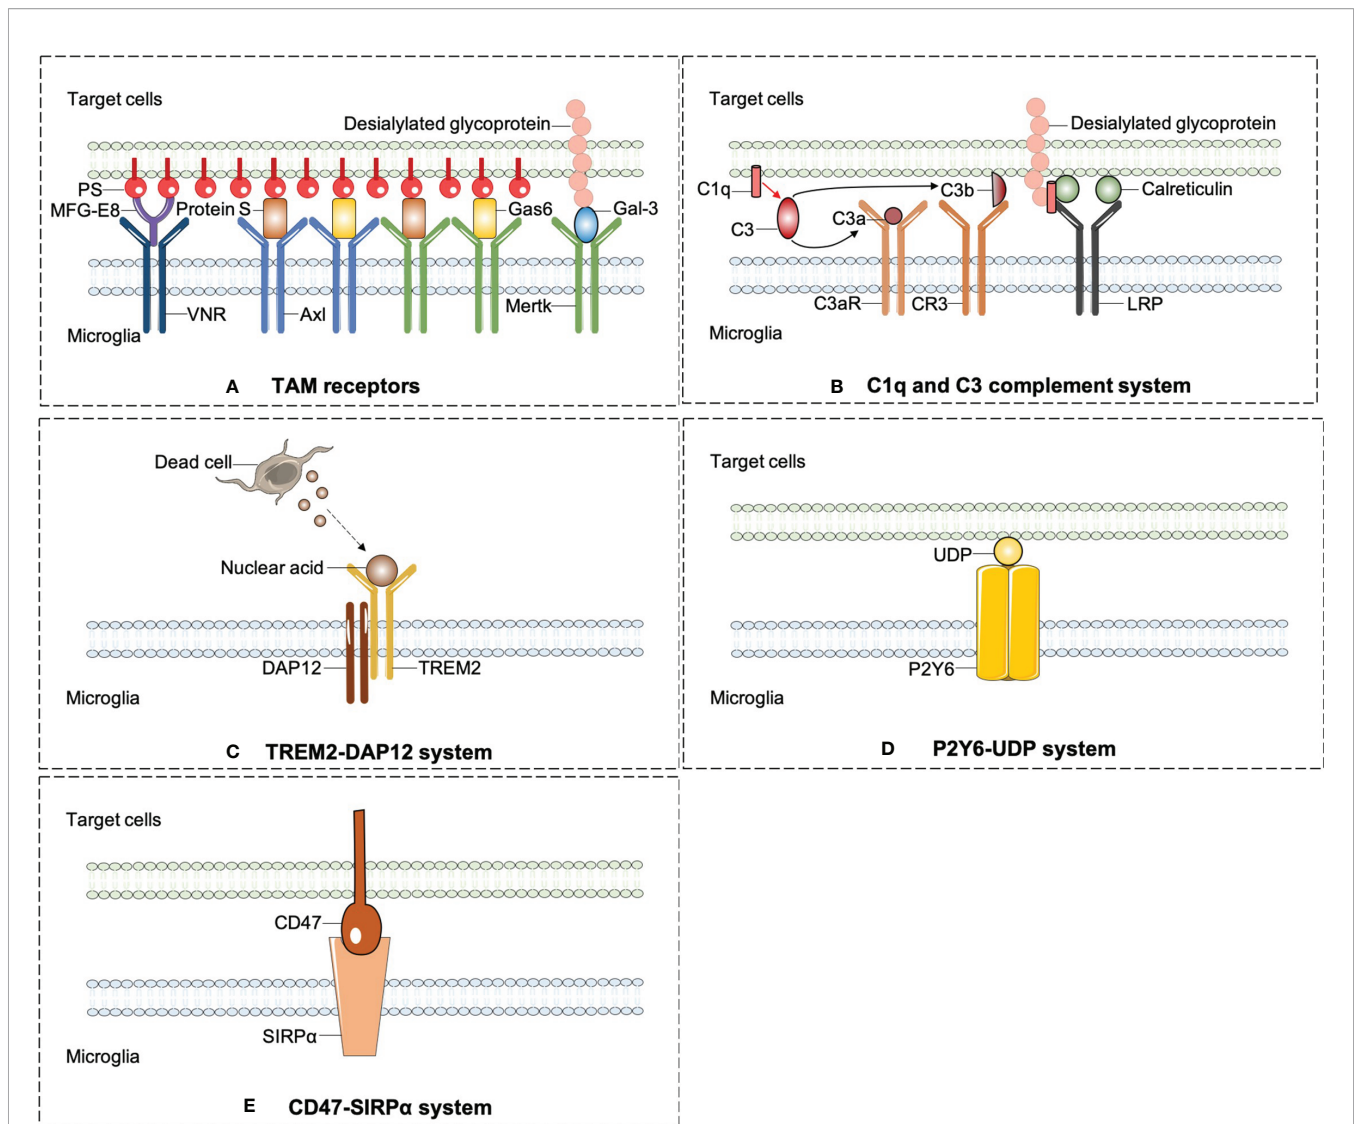 Target cells
Desialylated glycoprotein
PS
MFG-E8
Protein S
Gas6
Gal-3
VNR
Axl
Mertk
Microglia
A TAM receptors
Target cells
Desialylated glycoprotein
C1q
C3b
Calreticulin
C3
C3a
C3aR
CR3
LRP
Microglia
B C1q and C3 complement system
Dead cell
Nuclear acid
DAP12
TREM2
Microglia
C TREM2-DAP12 system
Target cells
UDP
P2Y6
Microglia
D P2Y6-UDP system
Target cells
CD47
SIRPα
Microglia
E CD47-SIRPα system